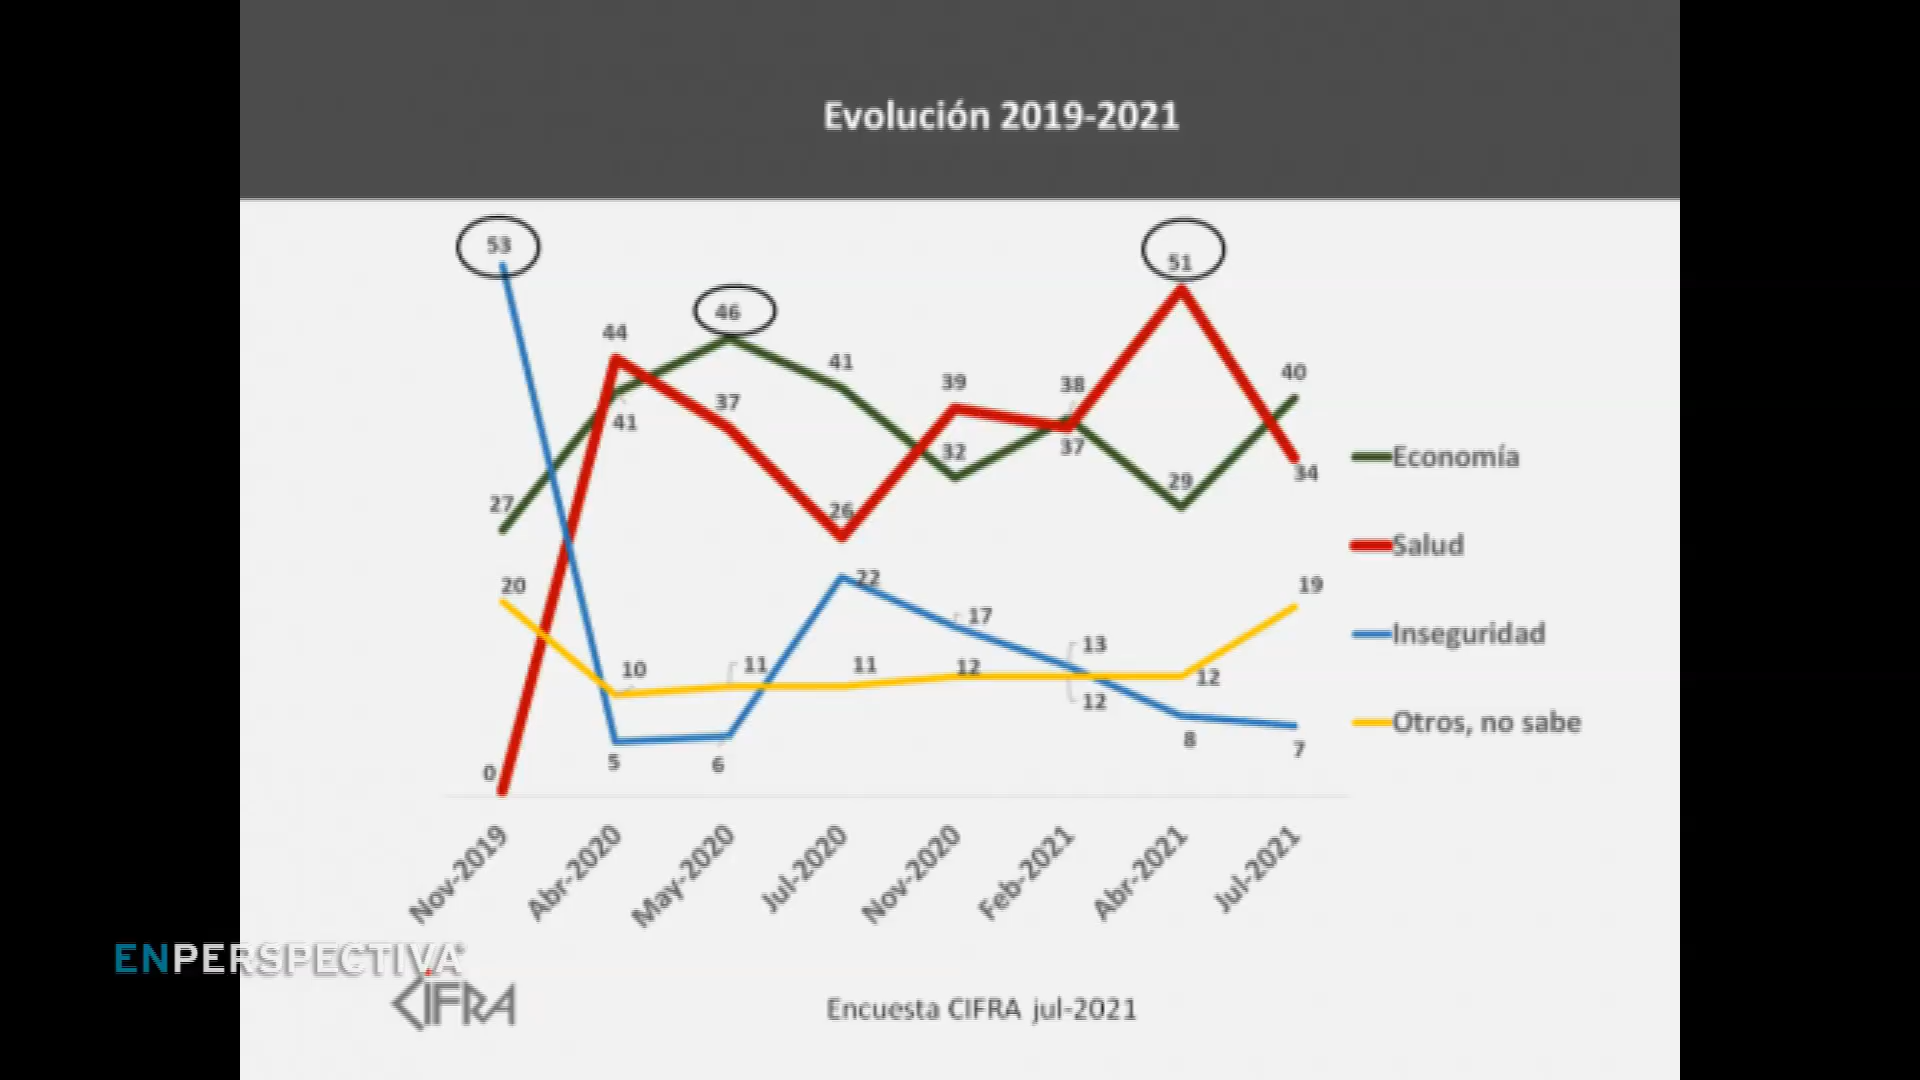 Evolución 2019-2021
53
51
46
44
41
40
39
38
37
41
32
37
29
34
27
26
Economía
Salud
Inseguridad
Otros, no sabe
20
22
19
17
13
10
11
11
12
12
12
0
5
6
8
7
Nov-2019
Abr-2020
May-2020
Jul-2020
Nov-2020
Feb-2021
Abr-2021
Jul-2021
ENPERSPECTIVA
CIFRA
Encuesta CIFRA jul-2021